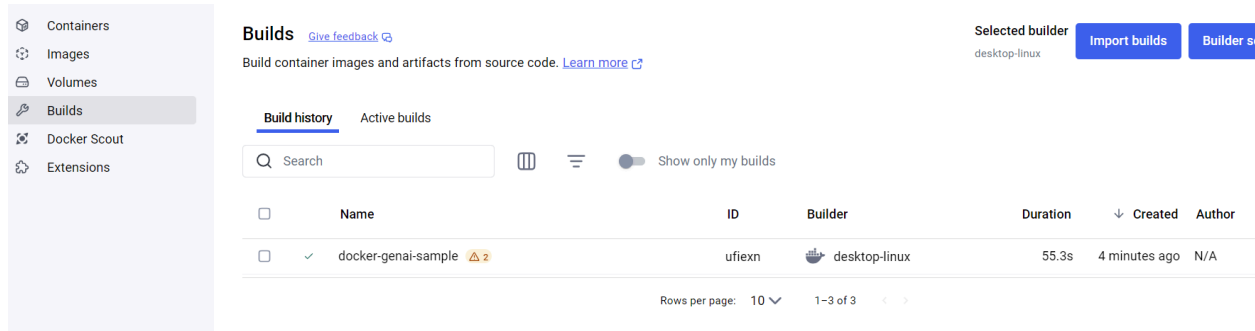 Containers
Images
Volumes
Builds
Docker Scout
Extensions
Builds Give feedback
Build container images and artifacts from source code. Learn more
Selected builder
desktop-linux
Import builds
Builder se
Build history Active builds
Search
Show only my builds
Name ID Builder Duration Created Author
docker-genai-sample 2 ufiexn desktop-linux 55.3s 4 minutes ago N/A
Rows per page: 10 1–3 of 3